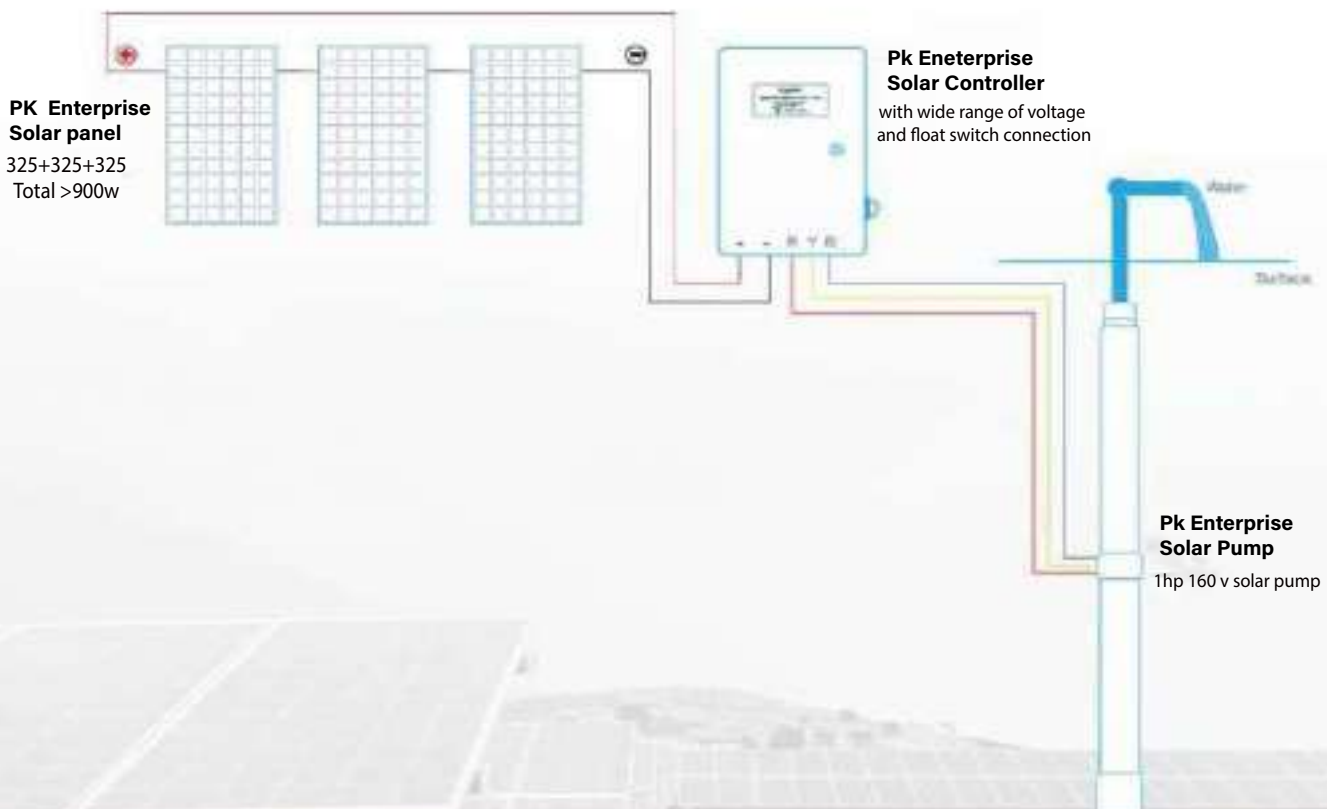 PK Enterprise
Solar panel
325+325+325
Total >900w
Pk Eneterprise
Solar Controller
with wide range of voltage
and float switch connection
+ - R Y B
Water
Surface
Pk Enterprise
Solar Pump
1hp 160 v solar pump